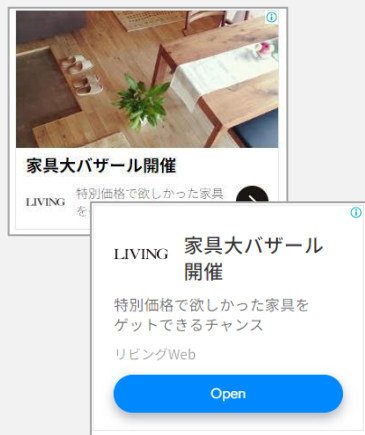 家具大バザール開催
LIVING
特別価格で欲しかった家具
を
LIVING
家具大バザール
開催
特別価格で欲しかった家具を
ゲットできるチャンス
リビングWeb
Open